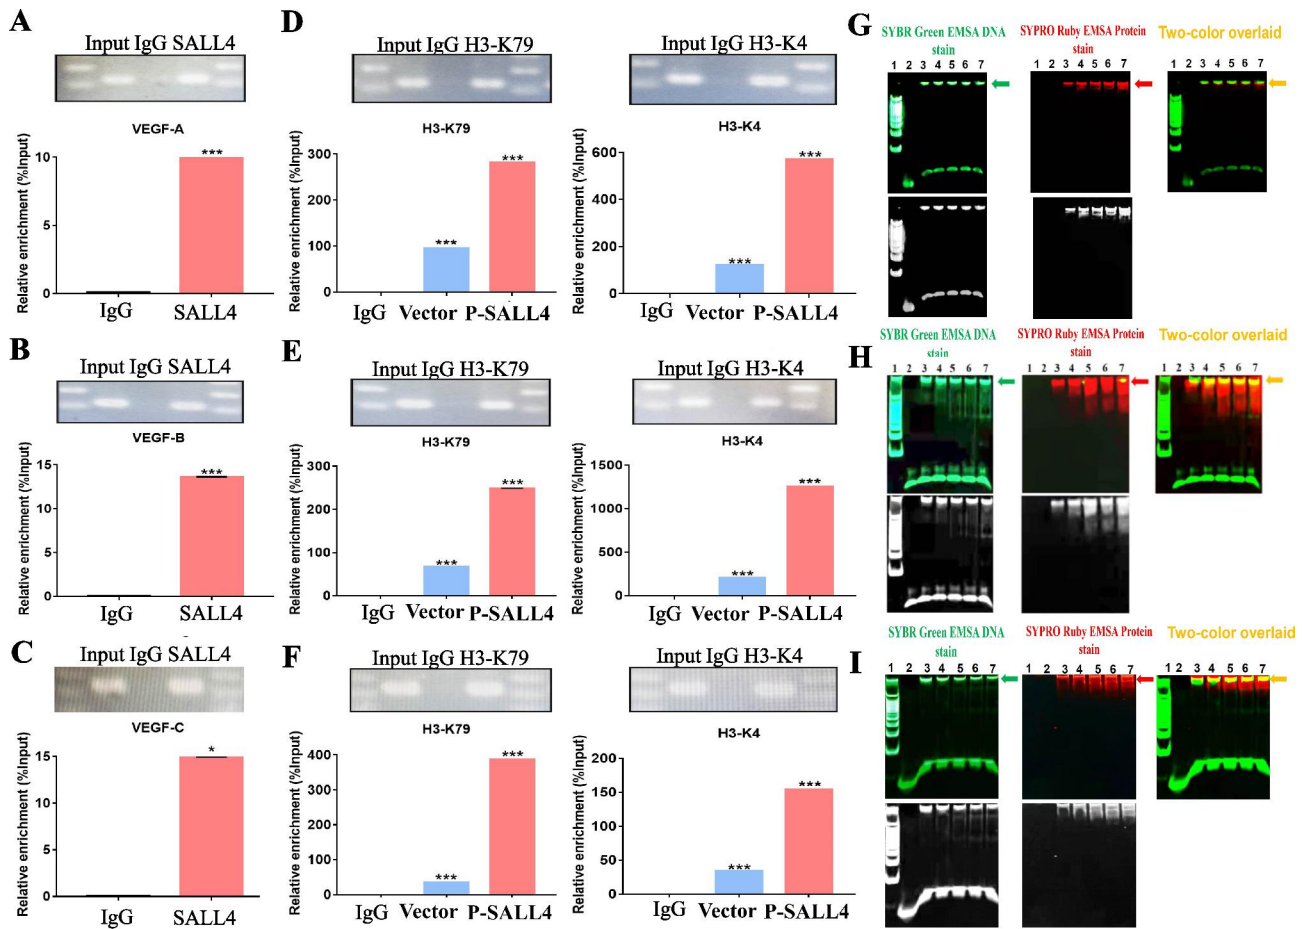 A
Input IgG SALL4
VEGF-A
Relative enrichment (%Input)
10
5
0
***
IgG SALL4
B
Input IgG SALL4
VEGF-B
Relative enrichment (%Input)
15
10
5
0
***
IgG SALL4
C
Input IgG SALL4
VEGF-C
Relative enrichment (%Input)
15
10
5
0
*
IgG SALL4
D
Input IgG H3-K79
H3-K79
Relative enrichment (%Input)
300
200
100
0
***
***
IgG Vector P-SALL4
Input IgG H3-K4
H3-K4
Relative enrichment (%Input)
600
400
200
0
***
***
IgG Vector P-SALL4
E
Input IgG H3-K79
H3-K79
Relative enrichment (%Input)
300
200
100
0
***
***
IgG Vector P-SALL4
Input IgG H3-K4
H3-K4
Relative enrichment (%Input)
1500
1000
500
0
***
***
IgG Vector P-SALL4
F
Input IgG H3-K79
H3-K79
Relative enrichment (%Input)
400
300
200
100
0
***
***
IgG Vector P-SALL4
Input IgG H3-K4
H3-K4
Relative enrichment (%Input)
200
150
100
50
0
***
***
IgG Vector P-SALL4
G
SYBR Green EMSA DNA
stain
1 2 3 4 5 6 7
SYPRO Ruby EMSA Protein
stain
1 2 3 4 5 6 7
Two-color overlaid
1 2 3 4 5 6 7
H
SYBR Green EMSA DNA
stain
1 2 3 4 5 6 7
SYPRO Ruby EMSA Protein
stain
1 2 3 4 5 6 7
Two-color overlaid
1 2 3 4 5 6 7
I
SYBR Green EMSA DNA
stain
1 2 3 4 5 6 7
SYPRO Ruby EMSA Protein
stain
1 2 3 4 5 6 7
Two-color overlaid
1 2 3 4 5 6 7